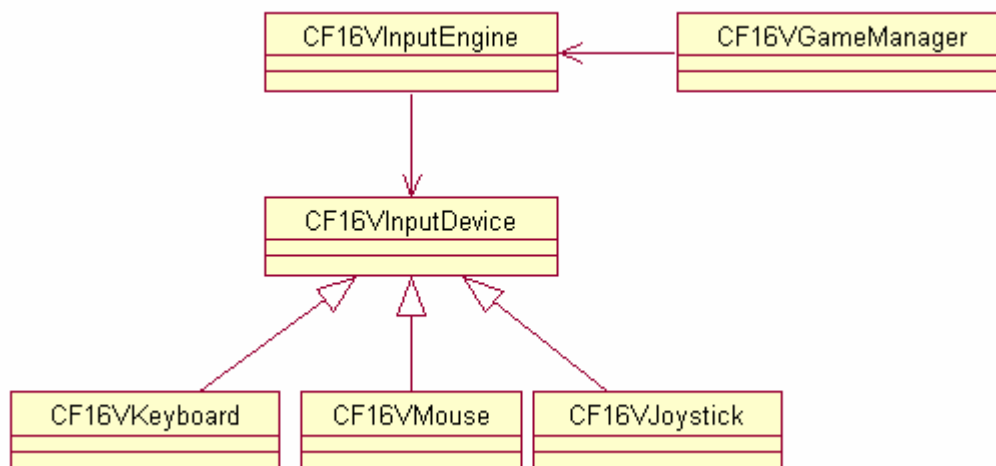 CF16VInputEngine
CF16VGameManager
CF16VInputDevice
CF16VKeyboard
CF16VMouse
CF16VJoystick